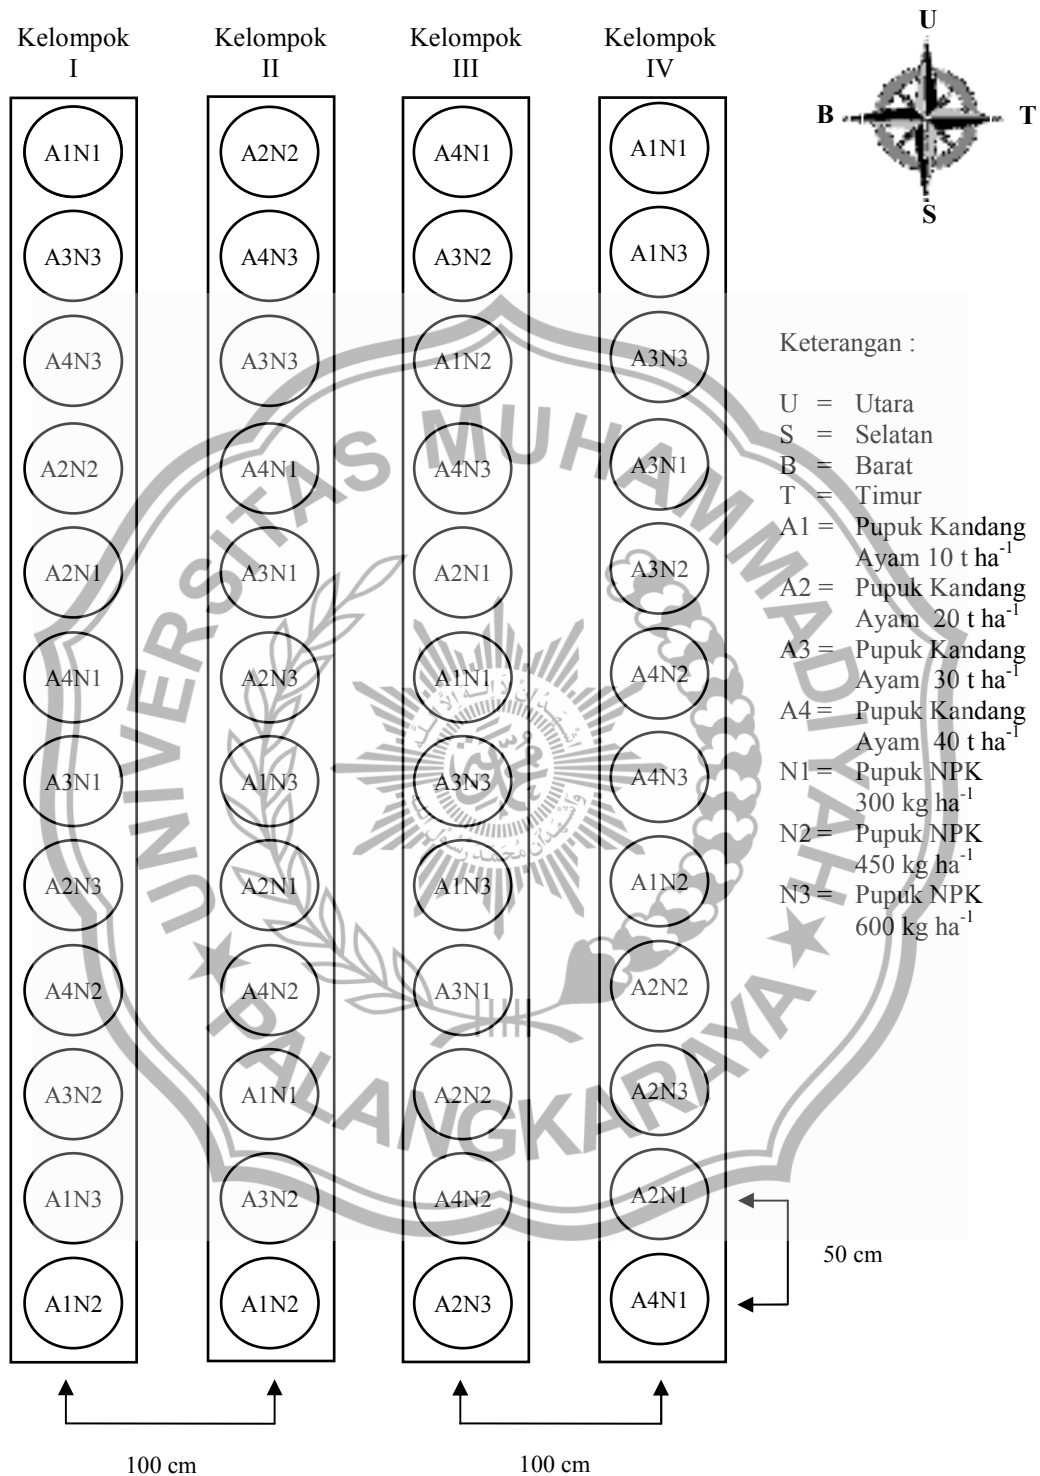 Kelompok
I
Kelompok
II
Kelompok
III
Kelompok
IV
U
B
T
S
A1N1
A2N2
A4N1
A1N1
A3N3
A4N3
A3N2
A1N3
A4N3
A3N3
A1N2
A3N3
A2N2
A4N1
A4N3
A3N1
A2N1
A3N1
A2N1
A3N2
A4N1
A2N3
A1N1
A4N2
A3N1
A1N3
A3N3
A4N3
A2N3
A2N1
A1N3
A1N2
A4N2
A4N2
A3N1
A2N2
A3N2
A1N1
A2N2
A2N3
A1N3
A3N2
A4N2
A2N1
A1N2
A1N2
A2N3
A4N1
Keterangan :
U = Utara
S = Selatan
B = Barat
T = Timur
A1 = Pupuk Kandang
Ayam 10 t ha-1
A2 = Pupuk Kandang
Ayam 20 t ha-1
A3 = Pupuk Kandang
Ayam 30 t ha-1
A4 = Pupuk Kandang
Ayam 40 t ha-1
N1 = Pupuk NPK
300 kg ha-1
N2 = Pupuk NPK
450 kg ha-1
N3 = Pupuk NPK
600 kg ha-1
50 cm
100 cm
100 cm
UNIVERSITAS MUHAMMADIYAH
PALANGKARAYA